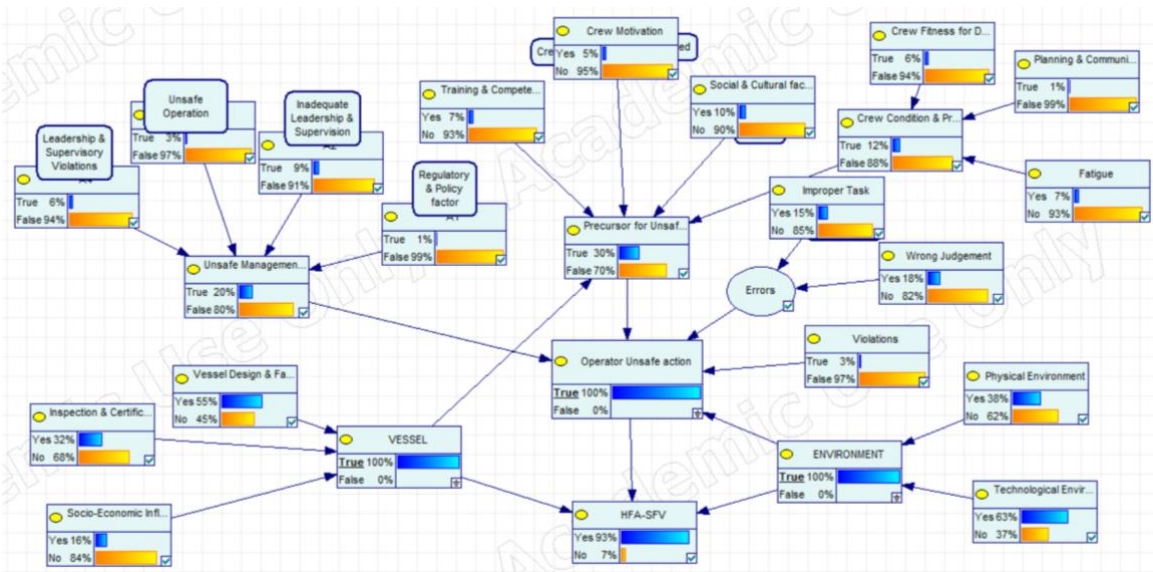 Crew Motivation
Yes 5%
No 95%
Cre
ed
Crew Fitness for D...
True 6%
False 94%
Planning & Communi...
True 1%
False 99%
Unsafe
Operation
True 3%
False 97%
Inadequate
Leadership &
Supervision
A2
True 9%
False 91%
Training & Compete...
Yes 7%
No 93%
Social & Cultural fac...
Yes 10%
No 90%
Crew Condition & Pr...
True 12%
False 88%
Leadership &
Supervisory
Violations
A4
True 6%
False 94%
Regulatory
& Policy
factor
A1
True 1%
False 99%
Improper Task
Yes 15%
No 85%
Fatigue
Yes 7%
No 93%
Precursor for Unsaf...
True 30%
False 70%
Unsafe Managemen...
True 20%
False 80%
Wrong Judgement
Yes 18%
No 82%
Errors
Operator Unsafe action
True 100%
False 0%
Violations
True 3%
False 97%
Vessel Design & Fa...
Yes 55%
No 45%
Physical Environment
Yes 38%
No 62%
Inspection & Certific...
Yes 32%
No 68%
VESSEL
True 100%
False 0%
ENVIRONMENT
True 100%
False 0%
Technological Envir...
Yes 63%
No 37%
Socio-Economic Infl...
Yes 16%
No 84%
HFA-SFV
Yes 93%
No 7%
Academic Use Only